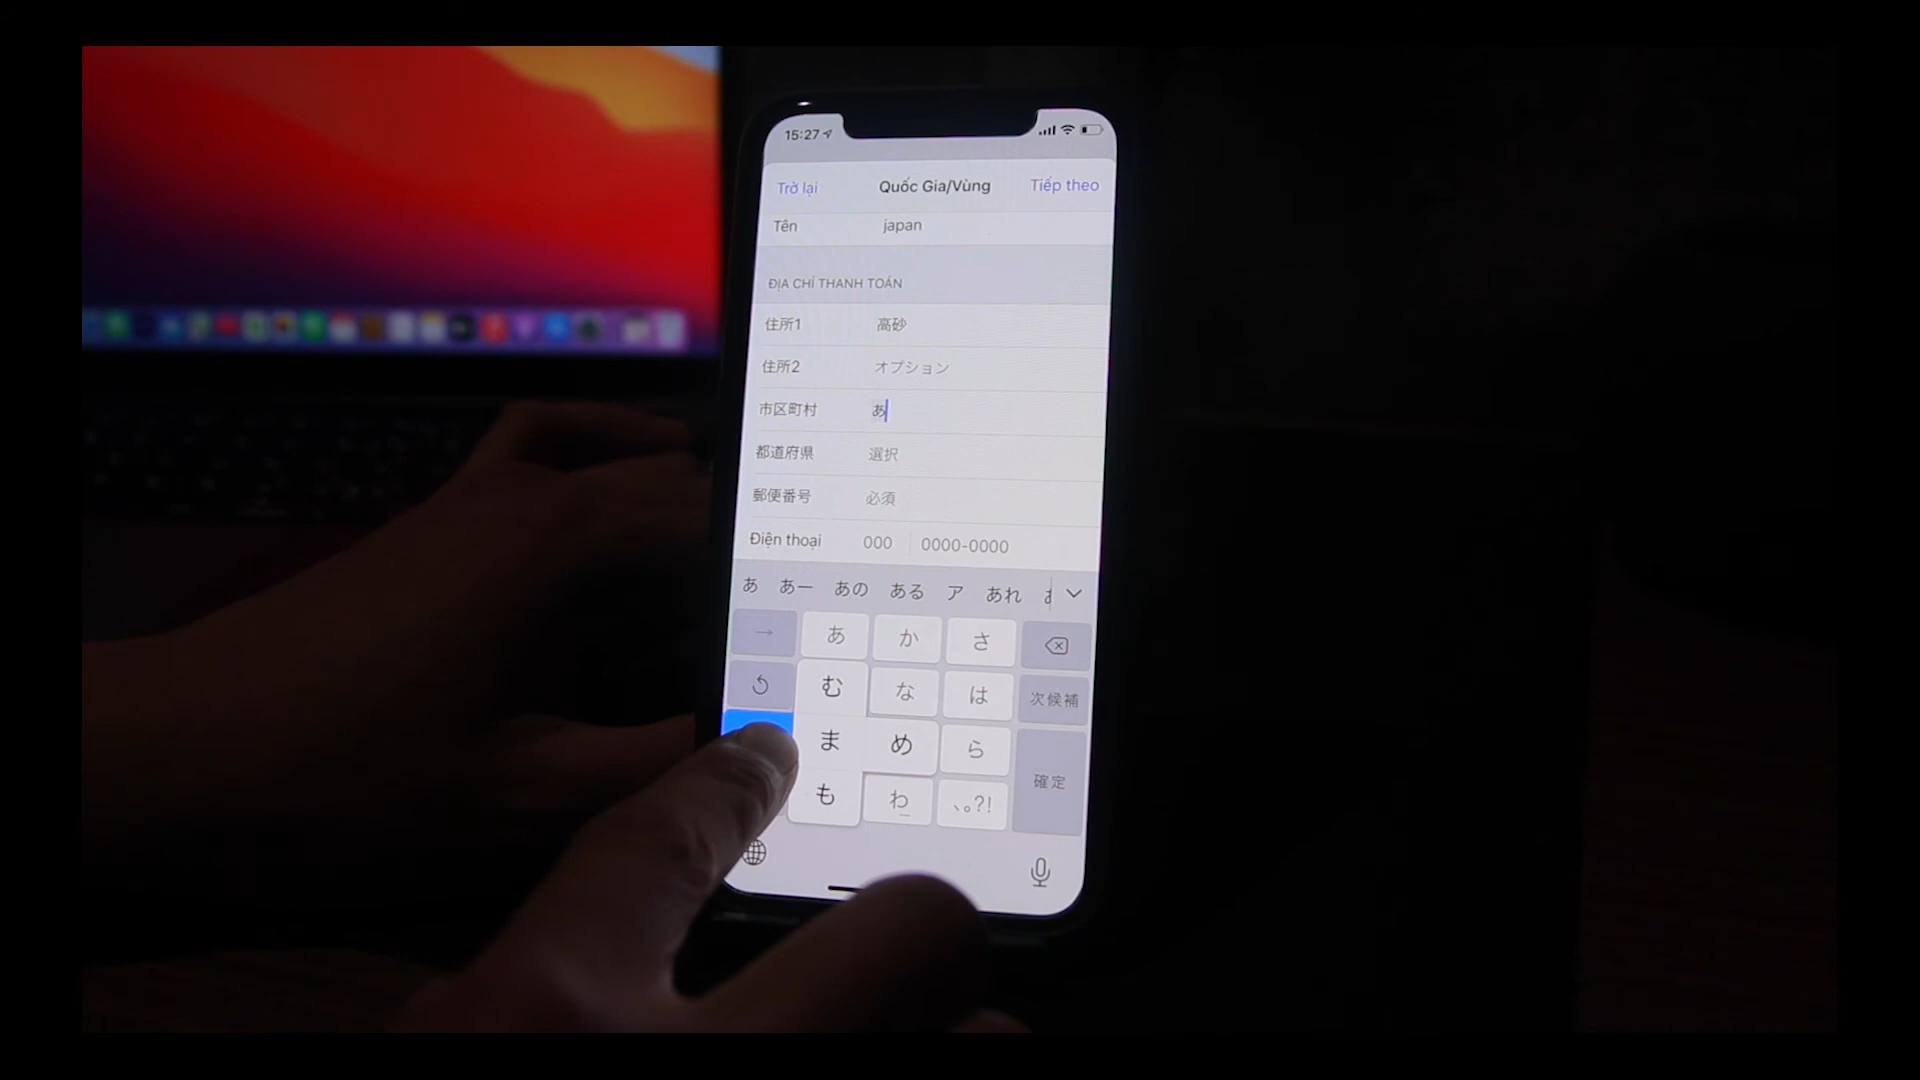 15:27
Trở lại Quốc Gia/Vùng Tiếp theo
Tên japan
ĐỊA CHỈ THANH TOÁN
住所1 高砂
住所2 オプション
市区町村 あ
都道府県 選択
郵便番号 必須
Điện thoại 000 0000-0000
あ あー あの ある ア あれ
→ あ か さ
む な は 次候補
ま め ら
確定
も わ 、。?!